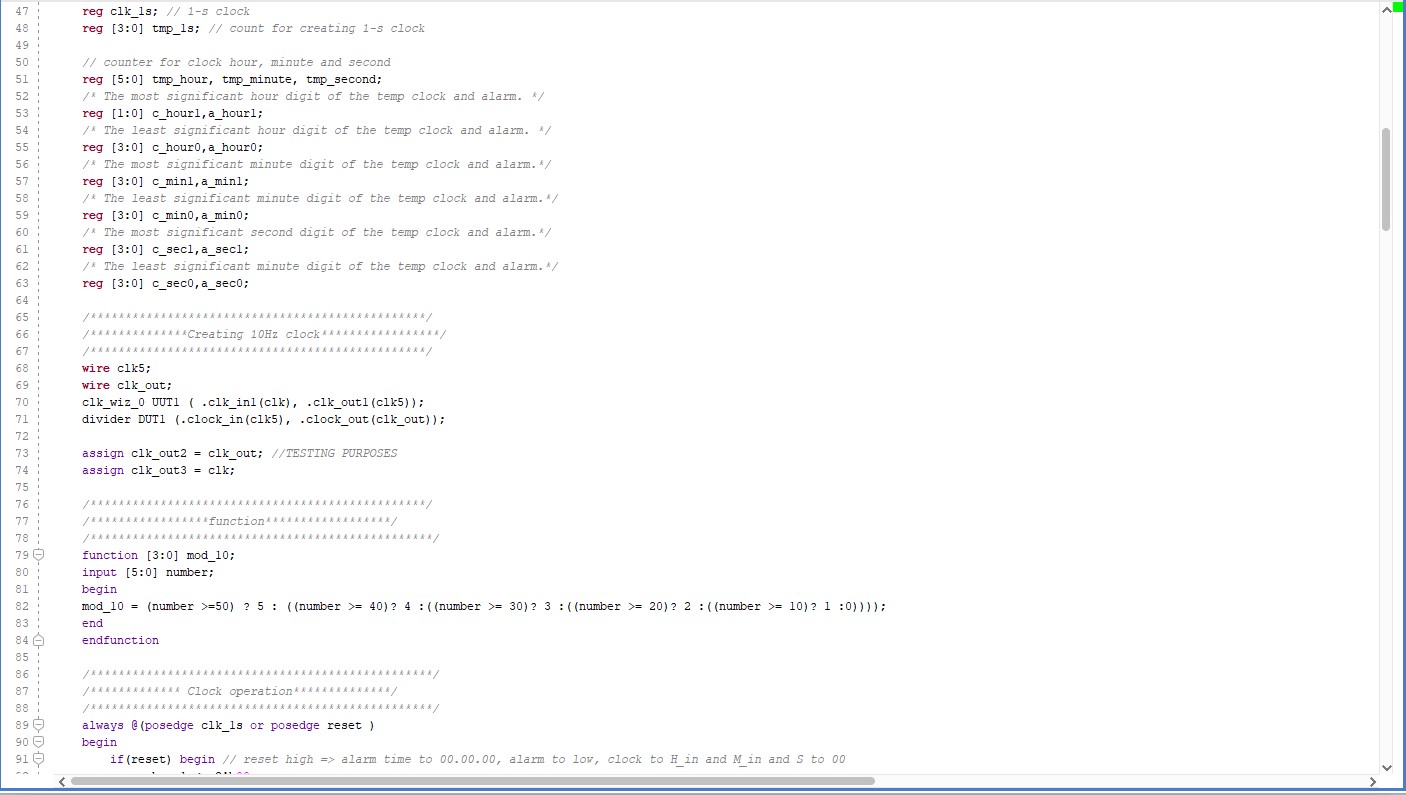 47 reg clk_1s; // 1-s clock
48 reg [3:0] tmp_1s; // count for creating 1-s clock
49
50 // counter for clock hour, minute and second
51 reg [5:0] tmp_hour, tmp_minute, tmp_second;
52 /* The most significant hour digit of the temp clock and alarm. */
53 reg [1:0] c_hour1,a_hour1;
54 /* The least significant hour digit of the temp clock and alarm. */
55 reg [3:0] c_hour0,a_hour0;
56 /* The most significant minute digit of the temp clock and alarm.*/
57 reg [3:0] c_min1,a_min1;
58 /* The least significant minute digit of the temp clock and alarm.*/
59 reg [3:0] c_min0,a_min0;
60 /* The most significant second digit of the temp clock and alarm.*/
61 reg [3:0] c_sec1,a_sec1;
62 /* The least significant minute digit of the temp clock and alarm.*/
63 reg [3:0] c_sec0,a_sec0;
64
65 /************************************************/
66 /**************Creating 10Hz clock*****************/
67 /************************************************/
68 wire clk5;
69 wire clk_out;
70 clk_wiz_0 UUT1 ( .clk_in1(clk), .clk_out1(clk5));
71 divider DUT1 (.clock_in(clk5), .clock_out(clk_out));
72
73 assign clk_out2 = clk_out; //TESTING PURPOSES
74 assign clk_out3 = clk;
75
76 /************************************************/
77 /*****************function******************/
78 /*************************************************/
79 function [3:0] mod_10;
80 input [5:0] number;
81 begin
82 mod_10 = (number >=50) ? 5 : ((number >= 40)? 4 :((number >= 30)? 3 :((number >= 20)? 2 :((number >= 10)? 1 :0))));
83 end
84 endfunction
85
86 /*************************************************/
87 /************* Clock operation**************/
88 /*************************************************/
89 always @(posedge clk_1s or posedge reset )
90 begin
91 if(reset) begin // reset high => alarm time to 00.00.00, alarm to low, clock to H_in and M_in and S to 00